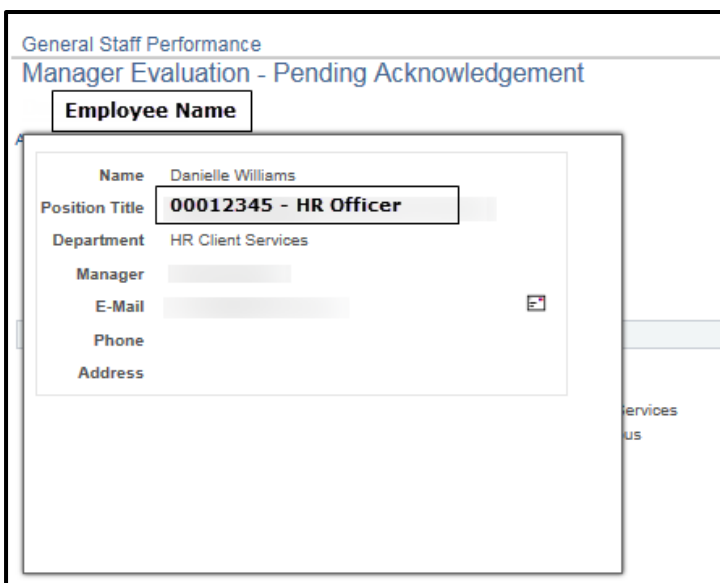 General Staff Performance
Manager Evaluation - Pending Acknowledgement
Employee Name
A
Name Danielle Williams
Position Title 00012345 - HR Officer
Department HR Client Services
Manager
E-Mail
Phone
Address
Services
us